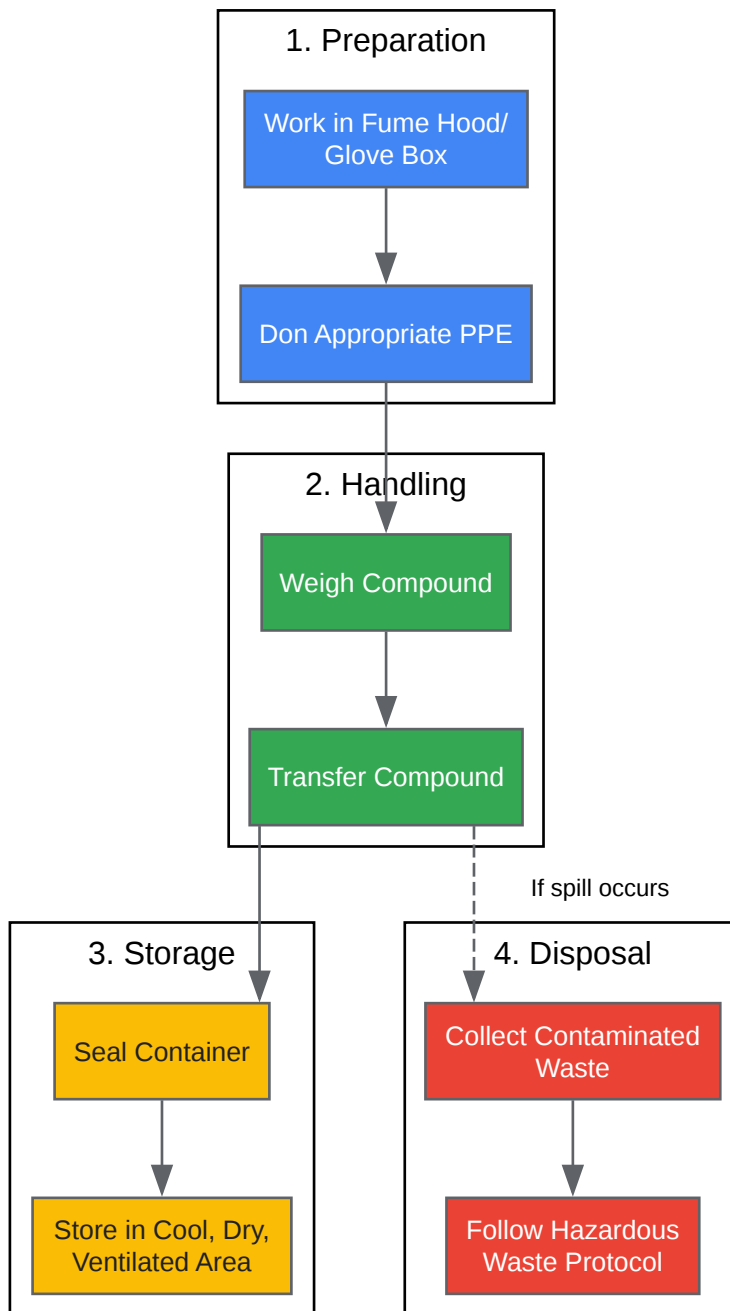 1. Preparation
Work in Fume Hood/
Glove Box
Don Appropriate PPE
2. Handling
Weigh Compound
Transfer Compound
If spill occurs
3. Storage
Seal Container
Store in Cool, Dry,
Ventilated Area
4. Disposal
Collect Contaminated
Waste
Follow Hazardous
Waste Protocol